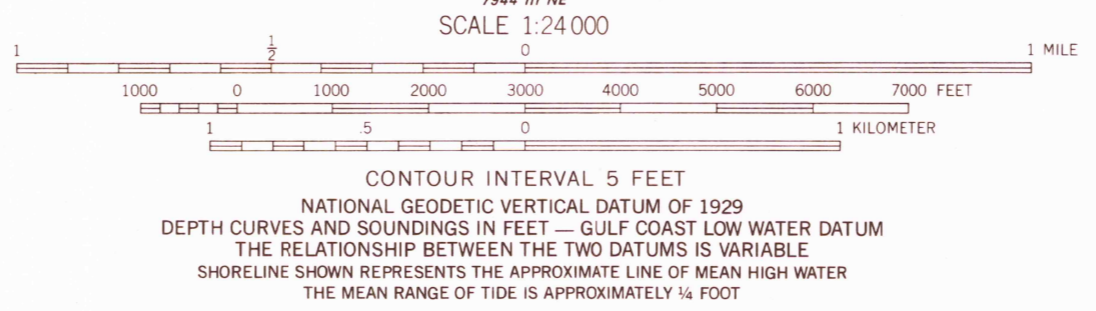 7944 III NE
SCALE 1:24 000
1 ½ 0 1 MILE
1000 0 1000 2000 3000 4000 5000 6000 7000 FEET
1 .5 0 1 KILOMETER
CONTOUR INTERVAL 5 FEET
NATIONAL GEODETIC VERTICAL DATUM OF 1929
DEPTH CURVES AND SOUNDINGS IN FEET — GULF COAST LOW WATER DATUM
THE RELATIONSHIP BETWEEN THE TWO DATUMS IS VARIABLE
SHORELINE SHOWN REPRESENTS THE APPROXIMATE LINE OF MEAN HIGH WATER
THE MEAN RANGE OF TIDE IS APPROXIMATELY ¼ FOOT